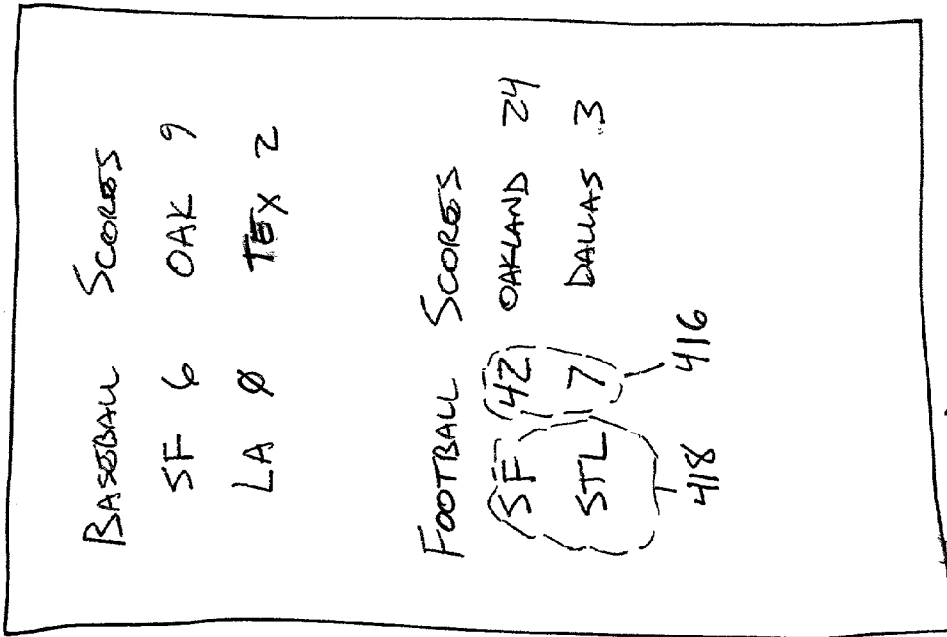 BASEBALL SCORES
SF 6 OAK 9
LA Ø TEX 2
FOOTBALL SCORES
SF 42 OAKLAND 24
STL 17 DALLAS 3
418 416